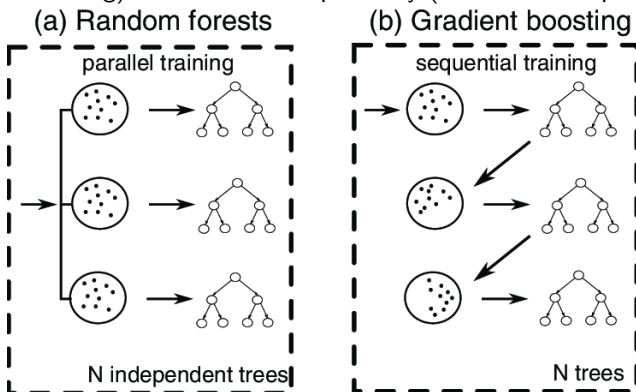 (a) Random forests
parallel training
N independent trees
(b) Gradient boosting
sequential training
N trees